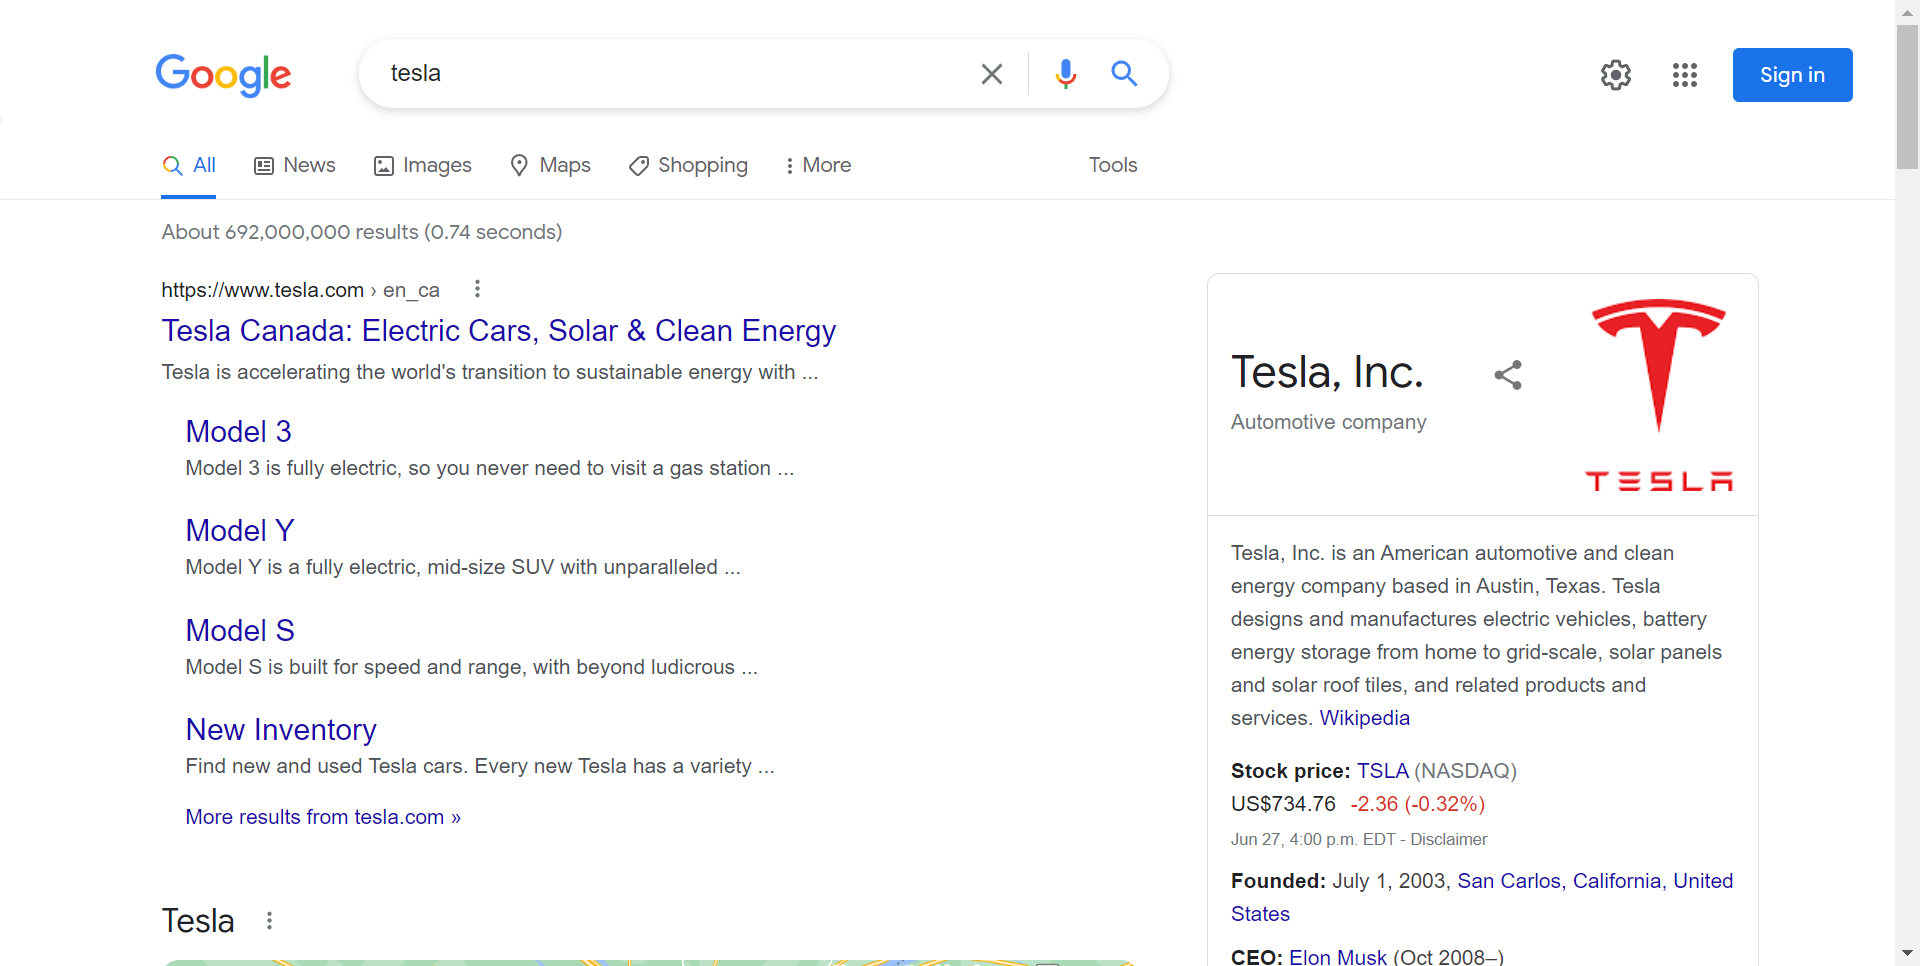 Google
tesla
Sign in
All
News
Images
Maps
Shopping
More
Tools
About 692,000,000 results (0.74 seconds)
https://www.tesla.com › en_ca
Tesla Canada: Electric Cars, Solar & Clean Energy
Tesla is accelerating the world's transition to sustainable energy with ...
Model 3
Model 3 is fully electric, so you never need to visit a gas station ...
Model Y
Model Y is a fully electric, mid-size SUV with unparalleled ...
Model S
Model S is built for speed and range, with beyond ludicrous ...
New Inventory
Find new and used Tesla cars. Every new Tesla has a variety ...
More results from tesla.com »
Tesla
Tesla, Inc.
Automotive company
TESLA
Tesla, Inc. is an American automotive and clean
energy company based in Austin, Texas. Tesla
designs and manufactures electric vehicles, battery
energy storage from home to grid-scale, solar panels
and solar roof tiles, and related products and
services. Wikipedia
Stock price: TSLA (NASDAQ)
US$734.76 -2.36 (-0.32%)
Jun 27, 4:00 p.m. EDT - Disclaimer
Founded: July 1, 2003, San Carlos, California, United
States
CEO: Elon Musk (Oct 2008–)